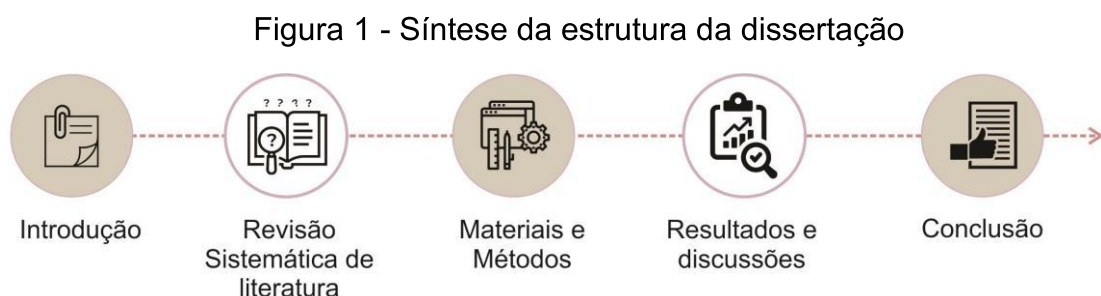 Figura 1 - Síntese da estrutura da dissertação
? ? ? ?
?
Introdução
Revisão
Sistemática de
literatura
Materiais e
Métodos
Resultados e
discussões
Conclusão